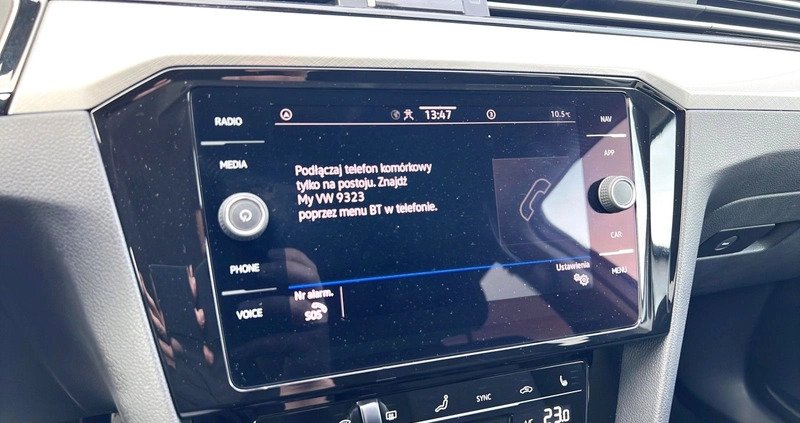 RADIO
MEDIA
PHONE
VOICE
13:47
3
10.5°C
Podłączaj telefon komórkowy
tylko na postoju. Znajdź
My VW 9323
poprzez menu BT w telefonie.
Ustawienia
Nr alarm.
SOS
NAV
APP
CAR
MENU
SYNC
A/C
23.0